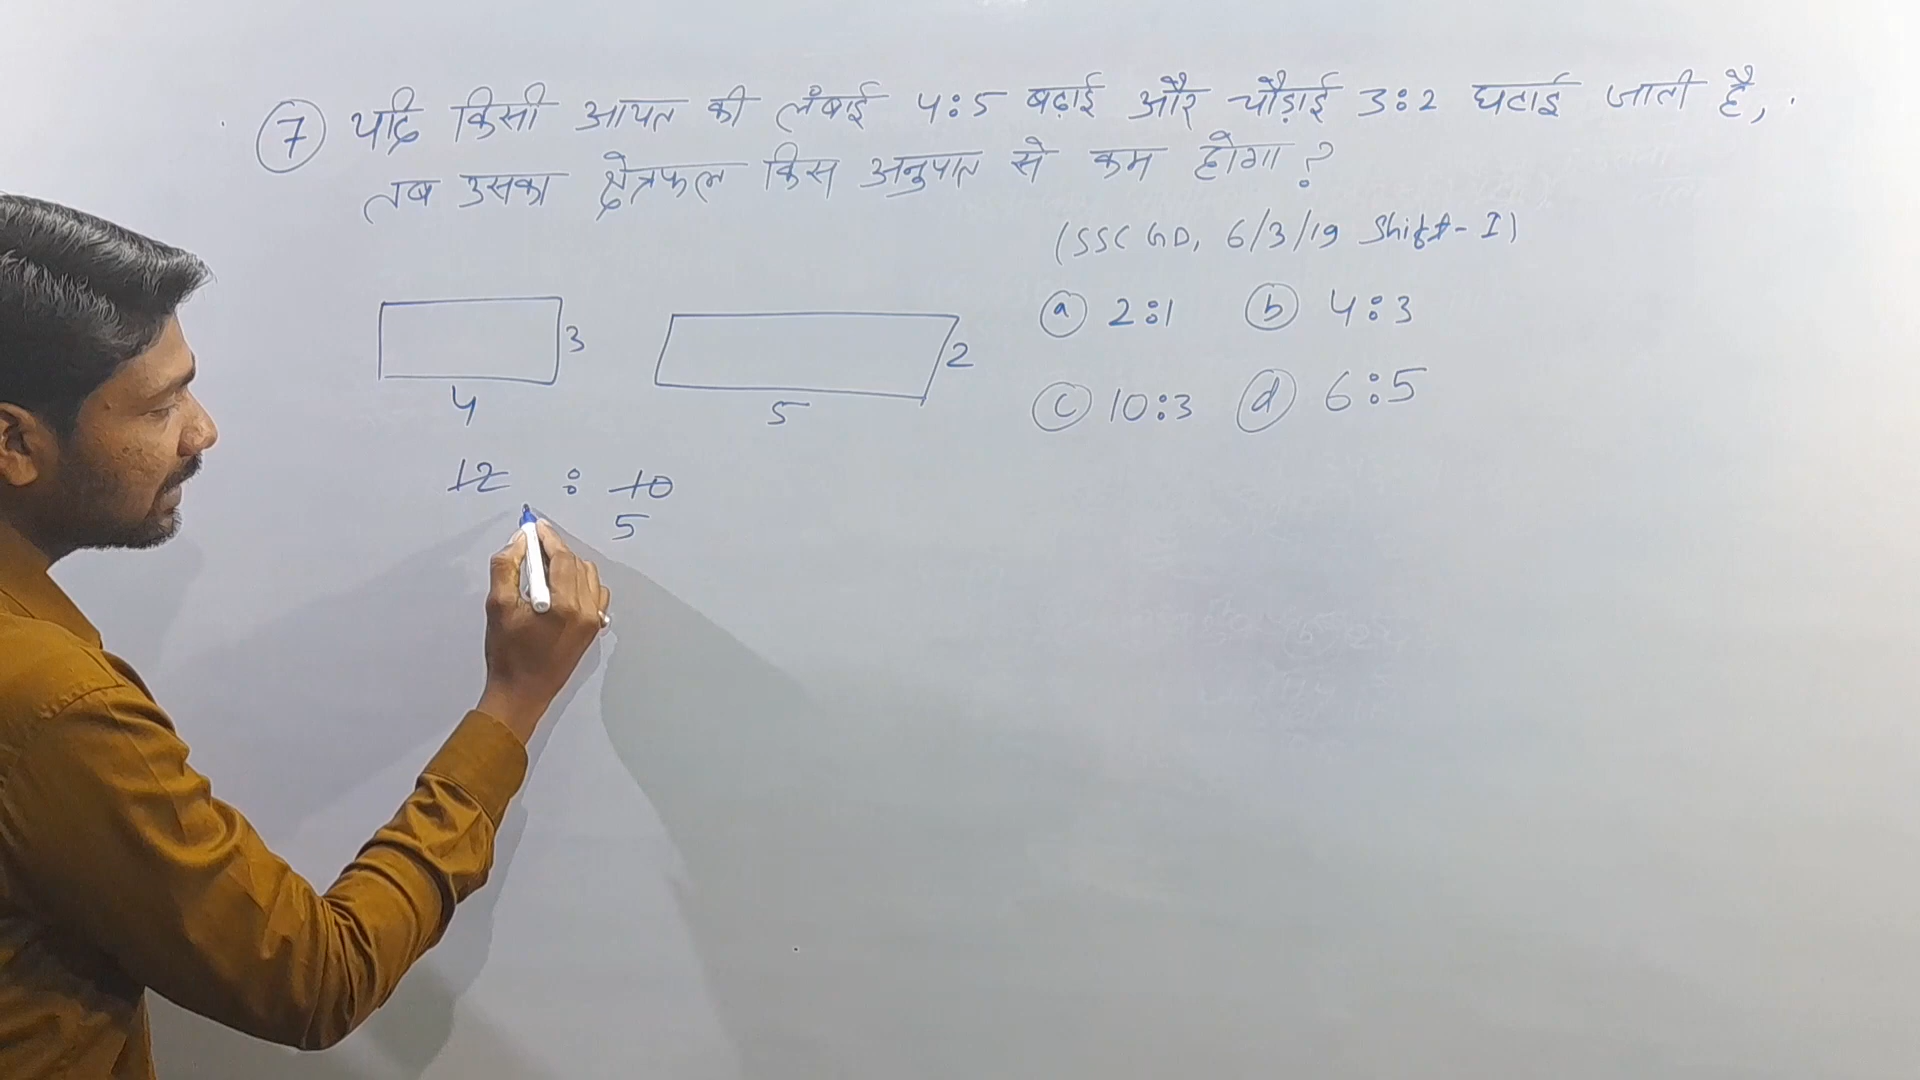 7 यदि किसी आयत की लंबाई 4:5 बढ़ाई और चौड़ाई 3:2 घटाई जाती है,
तब उसका क्षेत्रफल किस अनुपात से कम होगा?
(SSC GD, 6/3/19 Shift-I)
a 2:1 b 4:3
c 10:3 d 6:5
3
4
2
5
12 : 10
5